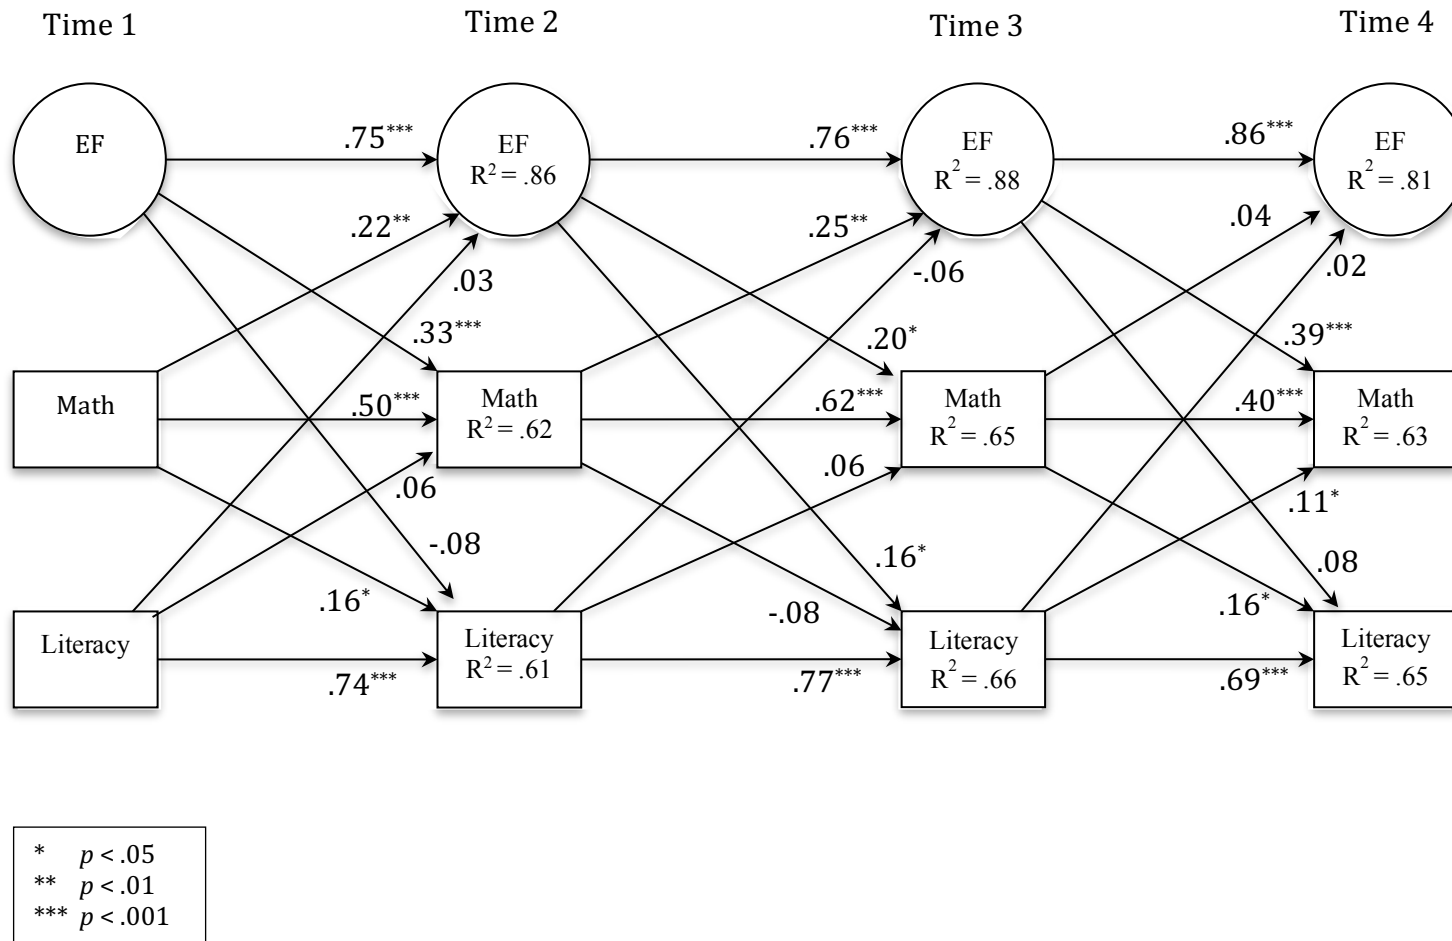 Time 1
Time 2
Time 3
Time 4
EF
.75***
EF
R² = .86
.76***
EF
R² = .88
.86***
EF
R² = .81
.22**
.03
.33***
.25**
-.06
.20*
.04
.02
.39***
Math
.50***
Math
R² = .62
.62***
Math
R² = .65
.40***
Math
R² = .63
.06
-.08
.16*
.06
.16*
-.08
.11*
.08
.16*
Literacy
.74***
Literacy
R² = .61
.77***
Literacy
R² = .66
.69***
Literacy
R² = .65
* p < .05
** p < .01
*** p < .001